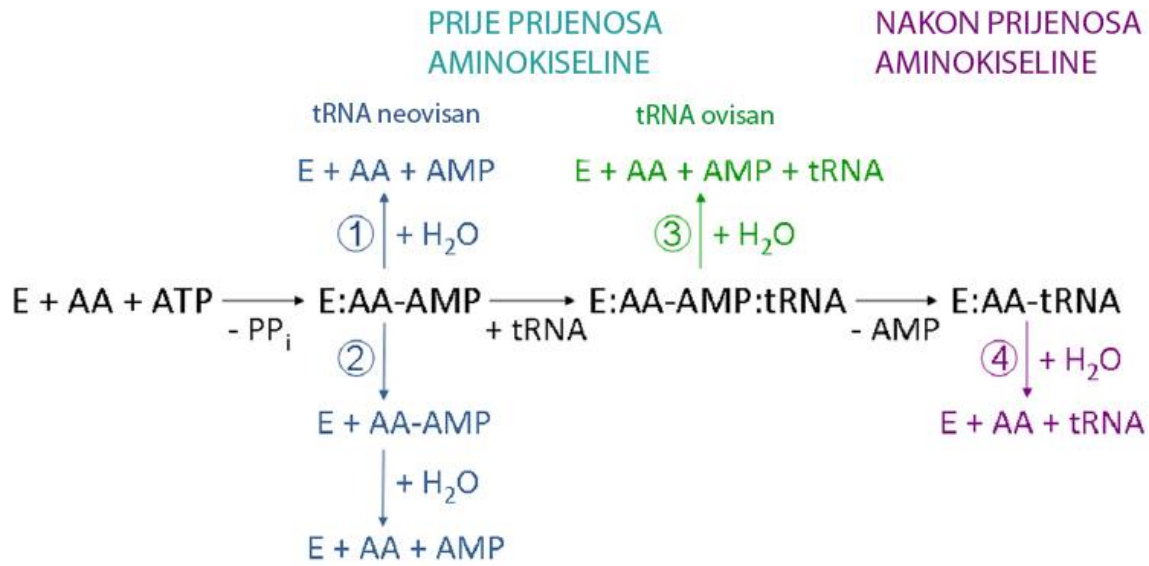 PRIJE PRIJENOSA
AMINOKISELINE
NAKON PRIJENOSA
AMINOKISELINE
tRNA neovisan
tRNA ovisan
E + AA + AMP
E + AA + AMP + tRNA
① + H₂O
③ + H₂O
E + AA + ATP
- PPᵢ
E:AA-AMP
+ tRNA
E:AA-AMP:tRNA
- AMP
E:AA-tRNA
②
④ + H₂O
E + AA-AMP
E + AA + tRNA
+ H₂O
E + AA + AMP